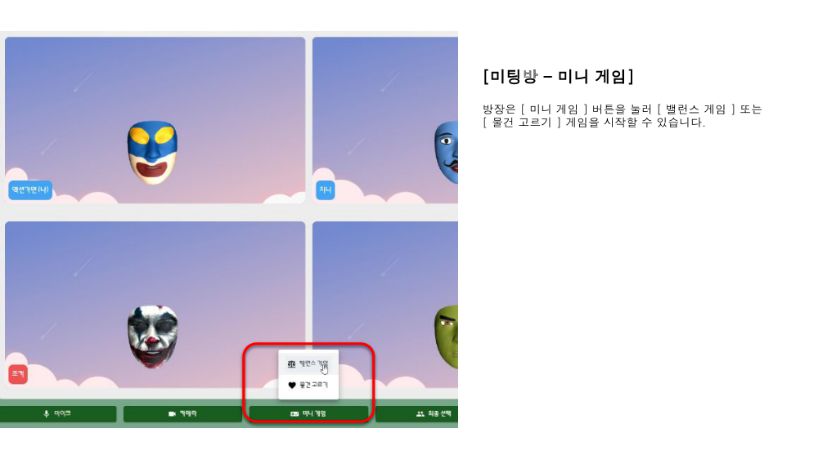 [미팅방 – 미니 게임]
방장은 [ 미니 게임 ] 버튼을 눌러 [ 밸런스 게임 ] 또는
[ 물건 고르기 ] 게임을 시작할 수 있습니다.
액션가면(나)
지니
조커
밸런스 게임
물건 고르기
마이크
카메라
미니 게임
최종 선택